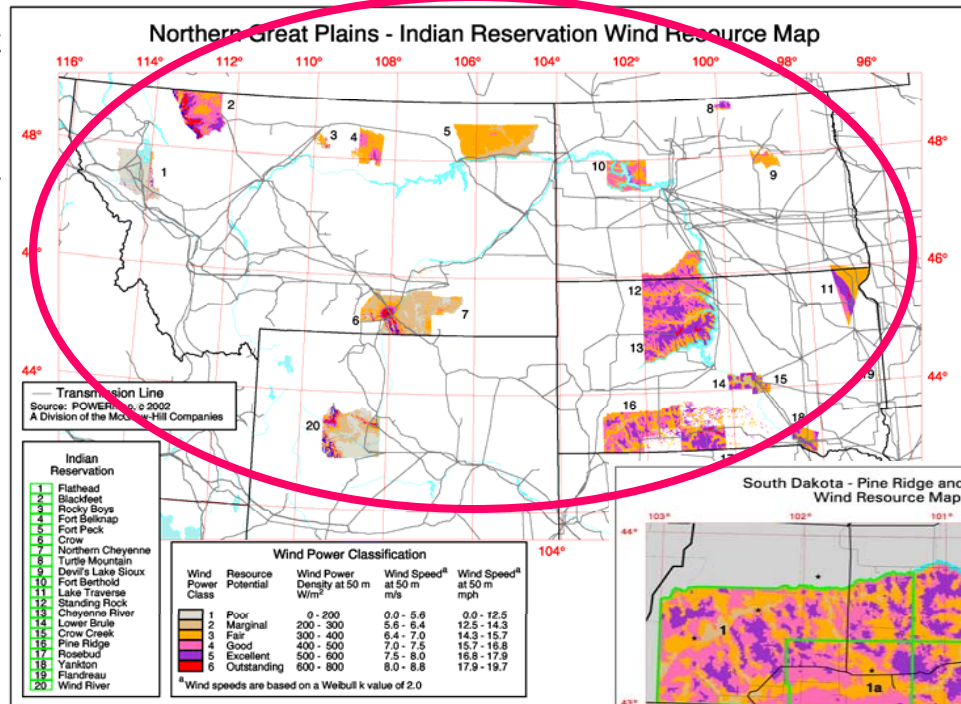 Northern Great Plains - Indian Reservation Wind Resource Map
116° 114° 112° 110° 108° 106° 104° 102° 100° 98° 96°
48° 48°
46° 46°
44° 44°
104°
1
2
3
4
5
6
7
8
9
10
11
12
13
14
15
16
18
19
20
Transmission Line
A Division of the McGraw-Hill Companies
Indian
Reservation
1 Flathead
2 Blackfeet
3 Rocky Boys
4 Fort Belknap
5 Fort Peck
6 Crow
7 Northern Cheyenne
8 Turtle Mountain
9 Devil's Lake Sioux
10 Fort Berthold
11 Lake Traverse
12 Standing Rock
13 Cheyenne River
14 Lower Brule
15 Crow Creek
16 Pine Ridge
17 Rosebud
18 Yankton
19 Flandreau
20 Wind River
Wind Power Classification
Wind Resource Wind Power Wind Speedᵃ Wind Speedᵃ
Power Potential Density at 50 m at 50 m at 50 m
Class W/m² m/s mph
1 Poor 0 - 200 0.0 - 5.6 0.0 - 12.5
2 Marginal 200 - 300 5.6 - 6.4 12.5 - 14.3
3 Fair 300 - 400 6.4 - 7.0 14.3 - 15.7
4 Good 400 - 500 7.0 - 7.5 15.7 - 16.8
5 Excellent 500 - 600 7.5 - 8.0 16.8 - 17.9
6 Outstanding 600 - 800 8.0 - 8.8 17.9 - 19.7
ᵃWind speeds are based on a Weibull k value of 2.0
South Dakota - Pine Ridge and
Wind Resource Map
103° 102° 101°
44°
1
1a
43°